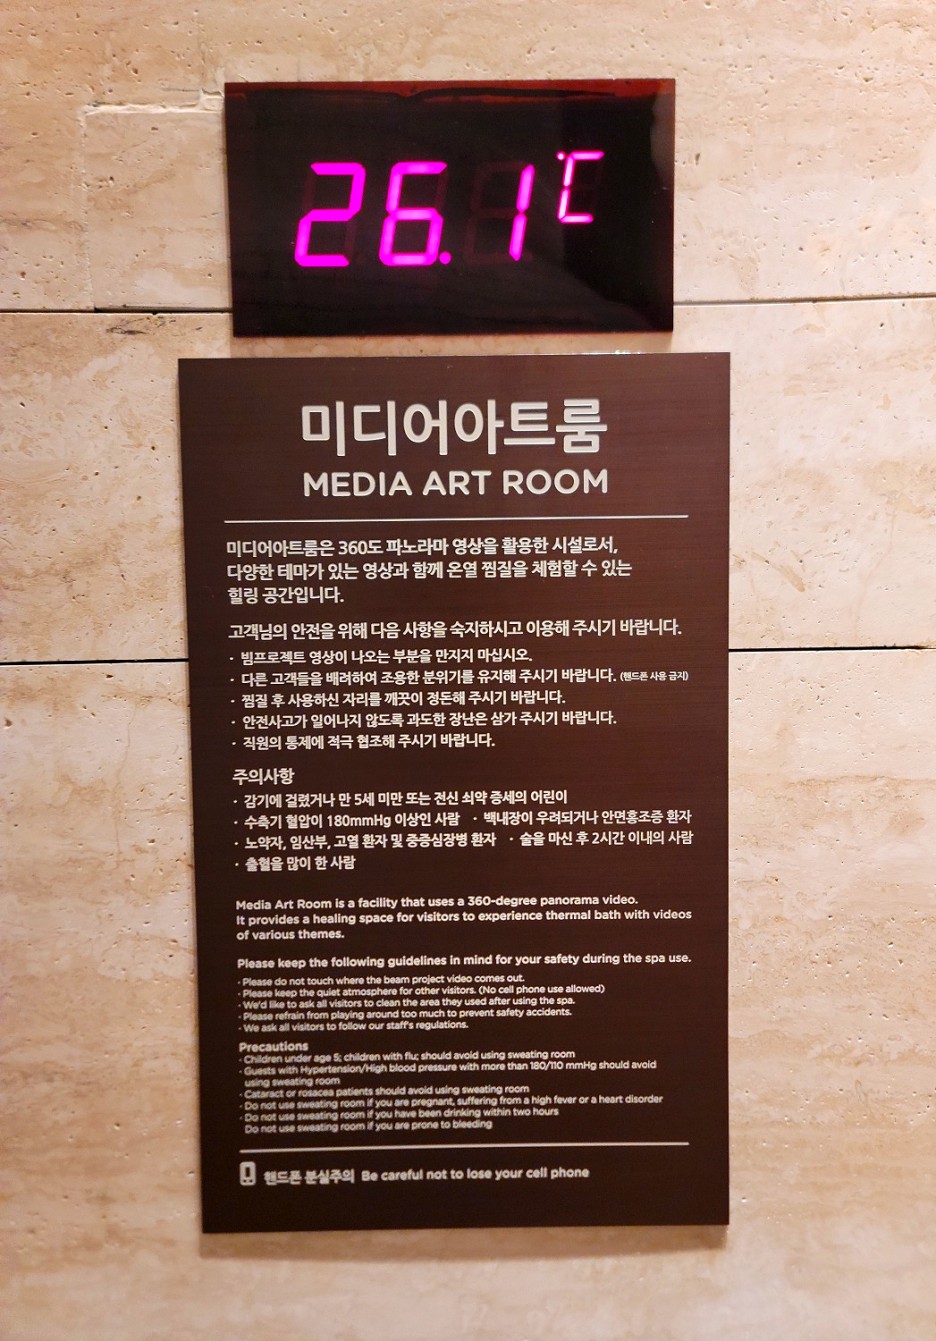 26.1℃
미디어아트룸
MEDIA ART ROOM
미디어아트룸은 360도 파노라마 영상을 활용한 시설로서,
다양한 테마가 있는 영상과 함께 온열 찜질을 체험할 수 있는
힐링 공간입니다.
고객님의 안전을 위해 다음 사항을 숙지하시고 이용해 주시기 바랍니다.
· 빔프로젝트 영상이 나오는 부분을 만지지 마십시오.
· 다른 고객들을 배려하여 조용한 분위기를 유지해 주시기 바랍니다. (핸드폰 사용 금지)
· 찜질 후 사용하신 자리를 깨끗이 정돈해 주시기 바랍니다.
· 안전사고가 일어나지 않도록 과도한 장난은 삼가 주시기 바랍니다.
· 직원의 통제에 적극 협조해 주시기 바랍니다.
주의사항
· 감기에 걸렸거나 만 5세 미만 또는 전신 쇠약 증세의 어린이
· 수축기 혈압이 180mmHg 이상인 사람 · 백내장이 우려되거나 안면홍조증 환자
· 노약자, 임산부, 고열 환자 및 중증심장병 환자 · 술을 마신 후 2시간 이내의 사람
· 출혈을 많이 한 사람
Media Art Room is a facility that uses a 360-degree panorama video.
It provides a healing space for visitors to experience thermal bath with videos
of various themes.
Please keep the following guidelines in mind for your safety during the spa use.
· Please do not touch where the beam project video comes out.
· Please keep the quiet atmosphere for other visitors. (No cell phone use allowed)
· We'd like to ask all visitors to clean the area they used after using the spa.
· Please refrain from playing around too much to prevent safety accidents.
· We ask all visitors to follow our staff's regulations.
Precautions
· Children under age 5; children with flu; should avoid using sweating room
· Guests with Hypertension/High blood pressure with more than 180/110 mmHg should avoid
using sweating room
· Cataract or rosacea patients should avoid using sweating room
· Do not use sweating room if you are pregnant, suffering from a high fever or a heart disorder
· Do not use sweating room if you have been drinking within two hours
Do not use sweating room if you are prone to bleeding
핸드폰 분실주의 Be careful not to lose your cell phone